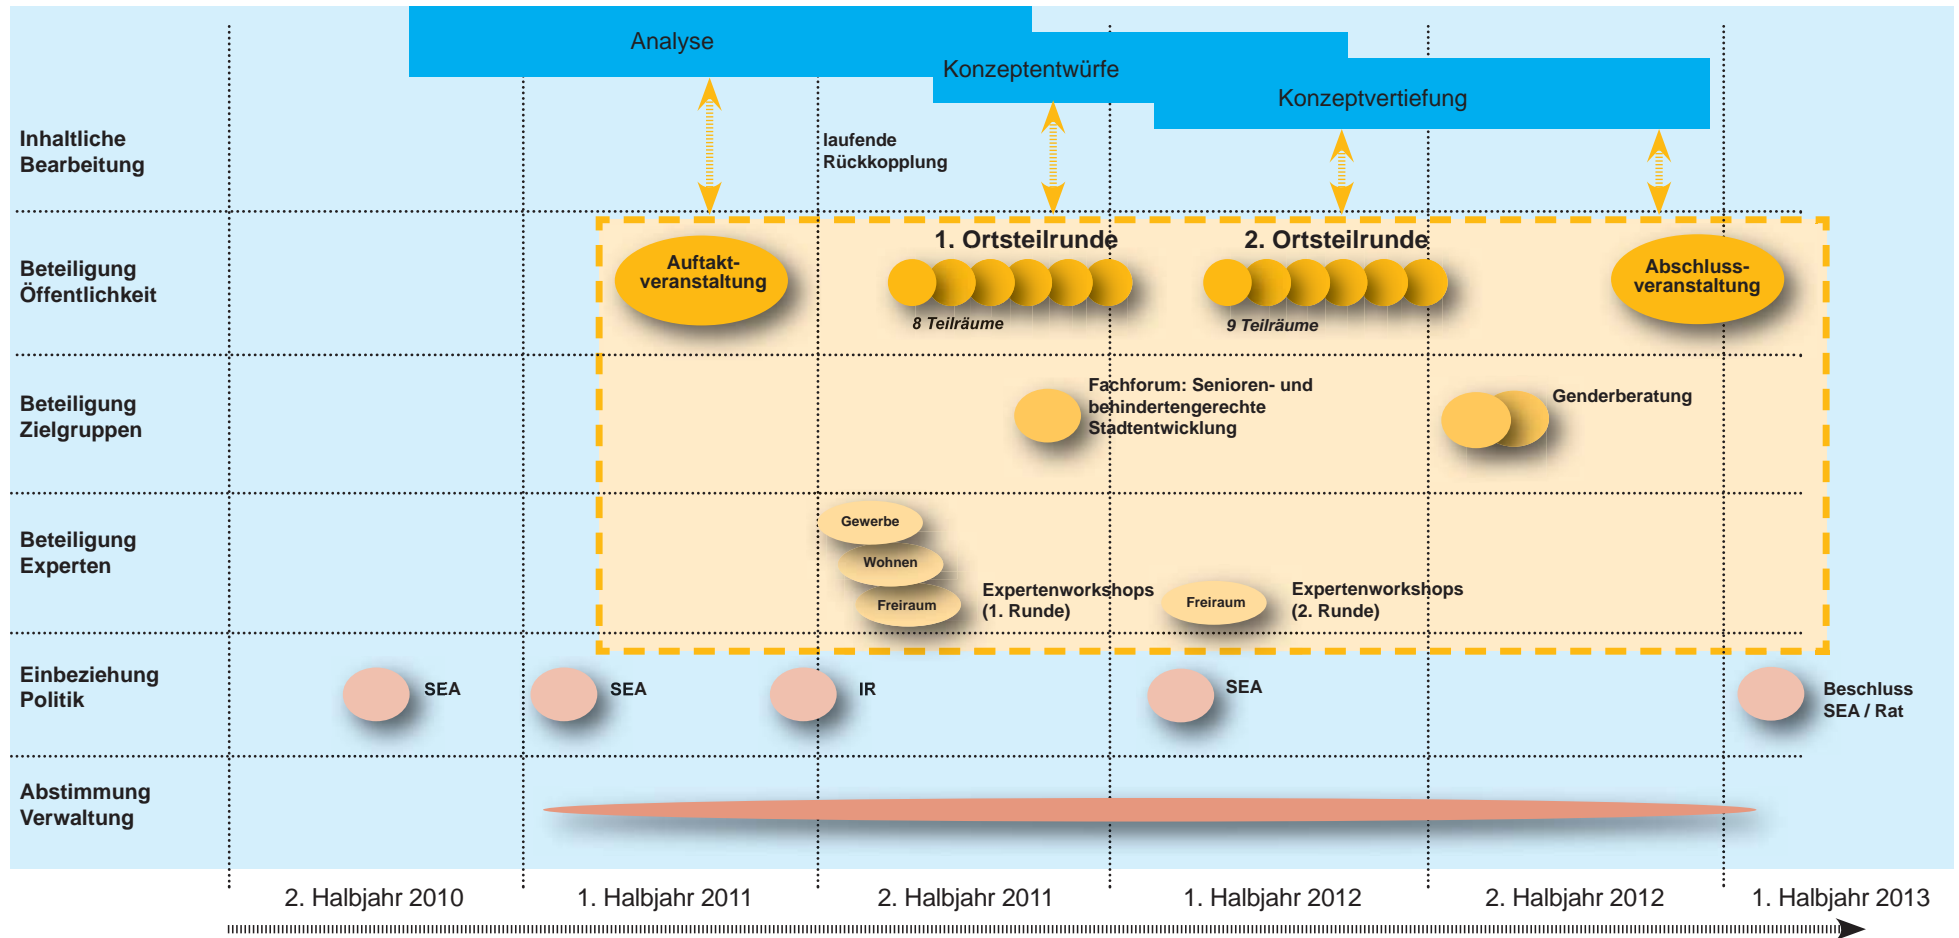 Analyse
Konzeptentwürfe
Konzeptvertiefung
Inhaltliche
Bearbeitung
laufende
Rückkopplung
Beteiligung
Öffentlichkeit
Auftakt-
veranstaltung
1. Ortsteilrunde
8 Teilräume
2. Ortsteilrunde
9 Teilräume
Abschluss-
veranstaltung
Beteiligung
Zielgruppen
Fachforum: Senioren- und
behindertengerechte
Stadtentwicklung
Genderberatung
Beteiligung
Experten
Gewerbe
Wohnen
Freiraum
Expertenworkshops
(1. Runde)
Freiraum
Expertenworkshops
(2. Runde)
Einbeziehung
Politik
SEA
SEA
IR
SEA
Beschluss
SEA / Rat
Abstimmung
Verwaltung
2. Halbjahr 2010
1. Halbjahr 2011
2. Halbjahr 2011
1. Halbjahr 2012
2. Halbjahr 2012
1. Halbjahr 2013